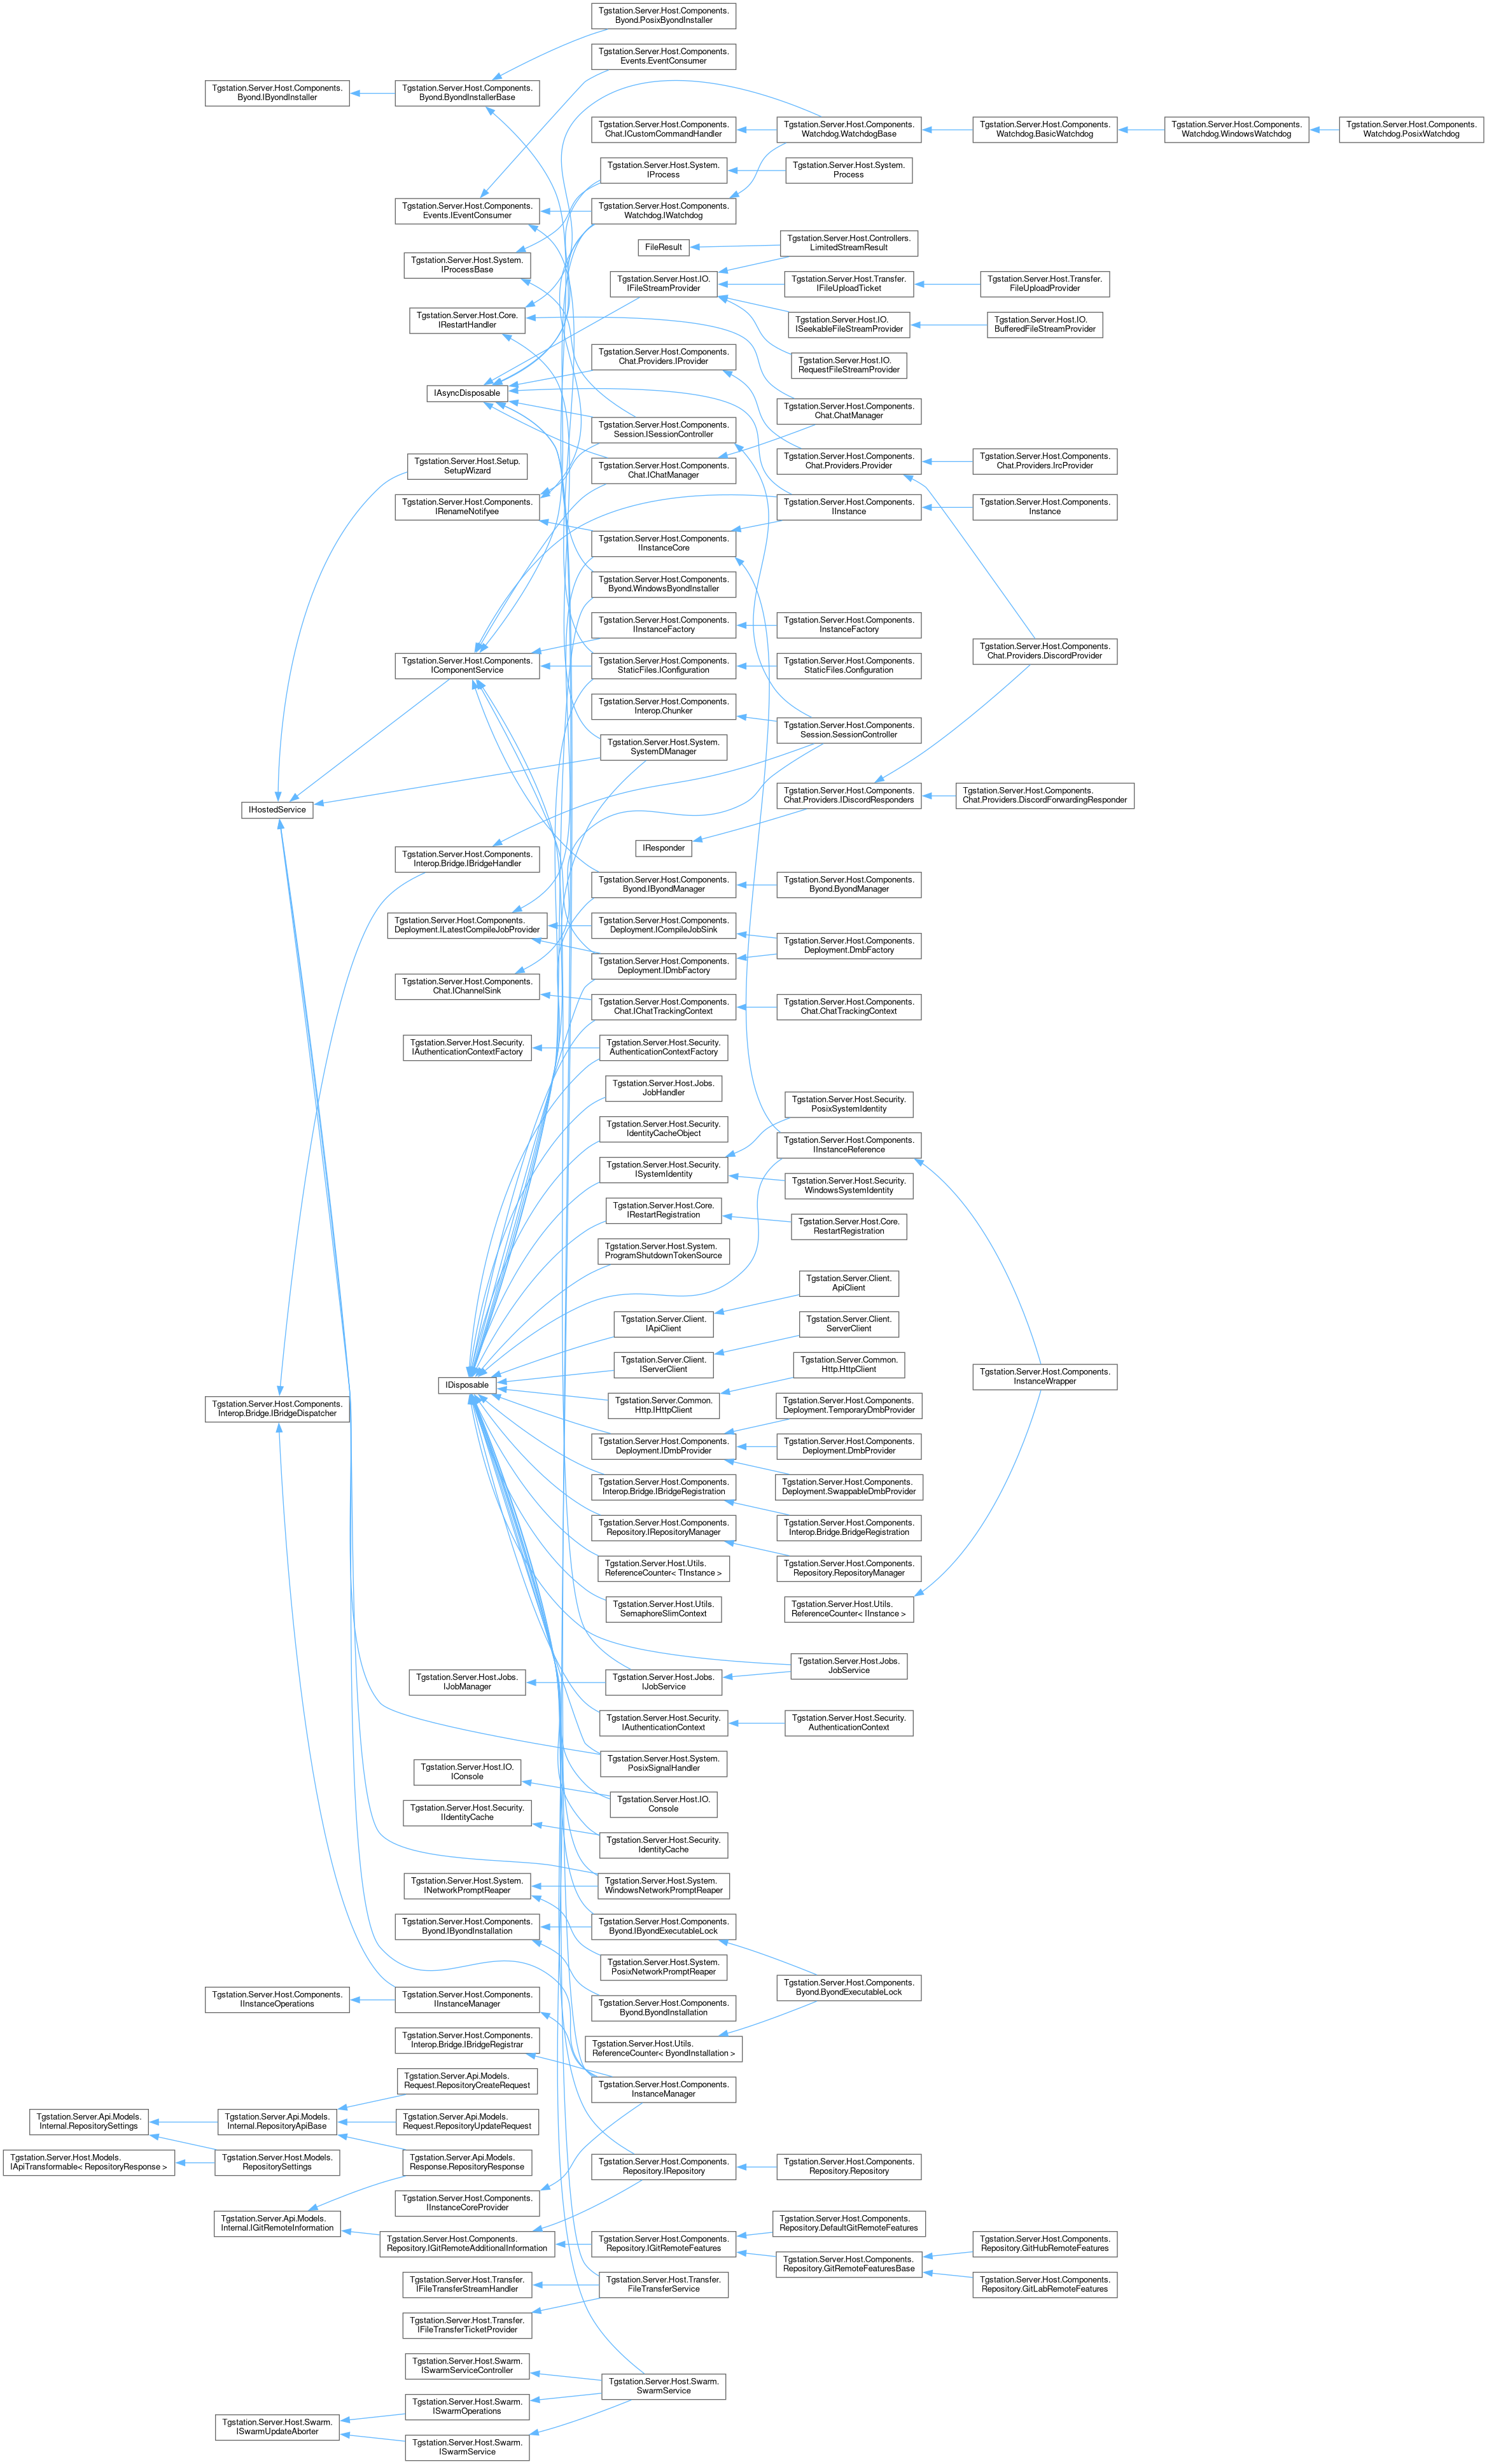 Tgstation.Server.Host.Components.
Byond.PosixByondInstaller
Tgstation.Server.Host.Components.
Events.EventConsumer
Tgstation.Server.Host.Components.
Byond.IByondInstaller
Tgstation.Server.Host.Components.
Byond.ByondInstallerBase
Tgstation.Server.Host.Components.
Chat.ICustomCommandHandler
Tgstation.Server.Host.Components.
Watchdog.WatchdogBase
Tgstation.Server.Host.Components.
Watchdog.BasicWatchdog
Tgstation.Server.Host.Components.
Watchdog.WindowsWatchdog
Tgstation.Server.Host.Components.
Watchdog.PosixWatchdog
Tgstation.Server.Host.System.
IProcess
Tgstation.Server.Host.System.
Process
Tgstation.Server.Host.Components.
Events.IEventConsumer
Tgstation.Server.Host.Components.
Watchdog.IWatchdog
FileResult
Tgstation.Server.Host.Controllers.
LimitedStreamResult
Tgstation.Server.Host.System.
IProcessBase
Tgstation.Server.Host.IO.
IFileStreamProvider
Tgstation.Server.Host.Transfer.
IFileUploadTicket
Tgstation.Server.Host.Transfer.
FileUploadProvider
Tgstation.Server.Host.Core.
IRestartHandler
Tgstation.Server.Host.IO.
ISeekableFileStreamProvider
Tgstation.Server.Host.IO.
BufferedFileStreamProvider
Tgstation.Server.Host.Components.
Chat.Providers.IProvider
Tgstation.Server.Host.IO.
RequestFileStreamProvider
IAsyncDisposable
Tgstation.Server.Host.Components.
Chat.ChatManager
Tgstation.Server.Host.Components.
Session.ISessionController
Tgstation.Server.Host.Setup.
SetupWizard
Tgstation.Server.Host.Components.
Chat.IChatManager
Tgstation.Server.Host.Components.
Chat.Providers.Provider
Tgstation.Server.Host.Components.
Chat.Providers.IrcProvider
Tgstation.Server.Host.Components.
IRenameNotifyee
Tgstation.Server.Host.Components.
IInstance
Tgstation.Server.Host.Components.
Instance
Tgstation.Server.Host.Components.
IInstanceCore
Tgstation.Server.Host.Components.
Byond.WindowsByondInstaller
Tgstation.Server.Host.Components.
IInstanceFactory
Tgstation.Server.Host.Components.
InstanceFactory
Tgstation.Server.Host.Components.
Chat.Providers.DiscordProvider
Tgstation.Server.Host.Components.
IComponentService
Tgstation.Server.Host.Components.
StaticFiles.IConfiguration
Tgstation.Server.Host.Components.
StaticFiles.Configuration
Tgstation.Server.Host.Components.
Interop.Chunker
Tgstation.Server.Host.Components.
Session.SessionController
Tgstation.Server.Host.System.
SystemDManager
Tgstation.Server.Host.Components.
Chat.Providers.IDiscordResponders
Tgstation.Server.Host.Components.
Chat.Providers.DiscordForwardingResponder
IHostedService
IResponder
Tgstation.Server.Host.Components.
Interop.Bridge.IBridgeHandler
Tgstation.Server.Host.Components.
Byond.IByondManager
Tgstation.Server.Host.Components.
Byond.ByondManager
Tgstation.Server.Host.Components.
Deployment.ILatestCompileJobProvider
Tgstation.Server.Host.Components.
Deployment.ICompileJobSink
Tgstation.Server.Host.Components.
Deployment.DmbFactory
Tgstation.Server.Host.Components.
Deployment.IDmbFactory
Tgstation.Server.Host.Components.
Chat.IChannelSink
Tgstation.Server.Host.Components.
Chat.IChatTrackingContext
Tgstation.Server.Host.Components.
Chat.ChatTrackingContext
Tgstation.Server.Host.Security.
IAuthenticationContextFactory
Tgstation.Server.Host.Security.
AuthenticationContextFactory
Tgstation.Server.Host.Jobs.
JobHandler
Tgstation.Server.Host.Security.
PosixSystemIdentity
Tgstation.Server.Host.Security.
IdentityCacheObject
Tgstation.Server.Host.Components.
IInstanceReference
Tgstation.Server.Host.Security.
ISystemIdentity
Tgstation.Server.Host.Security.
WindowsSystemIdentity
Tgstation.Server.Host.Core.
IRestartRegistration
Tgstation.Server.Host.Core.
RestartRegistration
Tgstation.Server.Host.System.
ProgramShutdownTokenSource
Tgstation.Server.Client.
ApiClient
Tgstation.Server.Client.
IApiClient
Tgstation.Server.Client.
ServerClient
Tgstation.Server.Client.
IServerClient
Tgstation.Server.Common.
Http.HttpClient
Tgstation.Server.Host.Components.
InstanceWrapper
IDisposable
Tgstation.Server.Common.
Http.IHttpClient
Tgstation.Server.Host.Components.
Deployment.TemporaryDmbProvider
Tgstation.Server.Host.Components.
Interop.Bridge.IBridgeDispatcher
Tgstation.Server.Host.Components.
Deployment.IDmbProvider
Tgstation.Server.Host.Components.
Deployment.DmbProvider
Tgstation.Server.Host.Components.
Interop.Bridge.IBridgeRegistration
Tgstation.Server.Host.Components.
Deployment.SwappableDmbProvider
Tgstation.Server.Host.Components.
Repository.IRepositoryManager
Tgstation.Server.Host.Components.
Interop.Bridge.BridgeRegistration
Tgstation.Server.Host.Utils.
ReferenceCounter< TInstance >
Tgstation.Server.Host.Components.
Repository.RepositoryManager
Tgstation.Server.Host.Utils.
SemaphoreSlimContext
Tgstation.Server.Host.Utils.
ReferenceCounter< IInstance >
Tgstation.Server.Host.Jobs.
JobService
Tgstation.Server.Host.Jobs.
IJobManager
Tgstation.Server.Host.Jobs.
IJobService
Tgstation.Server.Host.Security.
IAuthenticationContext
Tgstation.Server.Host.Security.
AuthenticationContext
Tgstation.Server.Host.System.
PosixSignalHandler
Tgstation.Server.Host.IO.
IConsole
Tgstation.Server.Host.IO.
Console
Tgstation.Server.Host.Security.
IIdentityCache
Tgstation.Server.Host.Security.
IdentityCache
Tgstation.Server.Host.System.
INetworkPromptReaper
Tgstation.Server.Host.System.
WindowsNetworkPromptReaper
Tgstation.Server.Host.Components.
Byond.IByondInstallation
Tgstation.Server.Host.Components.
Byond.IByondExecutableLock
Tgstation.Server.Host.System.
PosixNetworkPromptReaper
Tgstation.Server.Host.Components.
Byond.ByondExecutableLock
Tgstation.Server.Host.Components.
IInstanceOperations
Tgstation.Server.Host.Components.
IInstanceManager
Tgstation.Server.Host.Components.
Byond.ByondInstallation
Tgstation.Server.Host.Components.
Interop.Bridge.IBridgeRegistrar
Tgstation.Server.Host.Utils.
ReferenceCounter< ByondInstallation >
Tgstation.Server.Api.Models.
Request.RepositoryCreateRequest
Tgstation.Server.Host.Components.
InstanceManager
Tgstation.Server.Api.Models.
Internal.RepositorySettings
Tgstation.Server.Api.Models.
Internal.RepositoryApiBase
Tgstation.Server.Api.Models.
Request.RepositoryUpdateRequest
Tgstation.Server.Host.Models.
IApiTransformable< RepositoryResponse >
Tgstation.Server.Host.Models.
RepositorySettings
Tgstation.Server.Api.Models.
Response.RepositoryResponse
Tgstation.Server.Host.Components.
Repository.IRepository
Tgstation.Server.Host.Components.
Repository.Repository
Tgstation.Server.Host.Components.
IInstanceCoreProvider
Tgstation.Server.Api.Models.
Internal.IGitRemoteInformation
Tgstation.Server.Host.Components.
Repository.DefaultGitRemoteFeatures
Tgstation.Server.Host.Components.
Repository.IGitRemoteAdditionalInformation
Tgstation.Server.Host.Components.
Repository.IGitRemoteFeatures
Tgstation.Server.Host.Components.
Repository.GitHubRemoteFeatures
Tgstation.Server.Host.Components.
Repository.GitRemoteFeaturesBase
Tgstation.Server.Host.Transfer.
IFileTransferStreamHandler
Tgstation.Server.Host.Transfer.
FileTransferService
Tgstation.Server.Host.Components.
Repository.GitLabRemoteFeatures
Tgstation.Server.Host.Transfer.
IFileTransferTicketProvider
Tgstation.Server.Host.Swarm.
ISwarmServiceController
Tgstation.Server.Host.Swarm.
SwarmService
Tgstation.Server.Host.Swarm.
ISwarmOperations
Tgstation.Server.Host.Swarm.
ISwarmUpdateAborter
Tgstation.Server.Host.Swarm.
ISwarmService